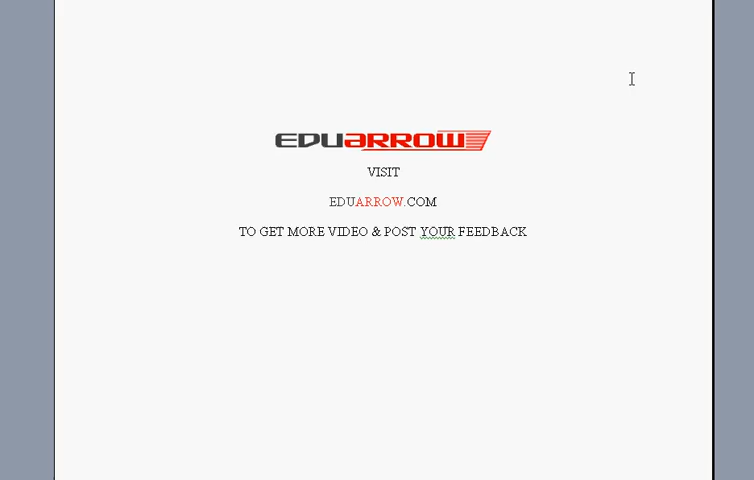 EDUARROW
VISIT
EDUARROW.COM
TO GET MORE VIDEO & POST YOUR FEEDBACK